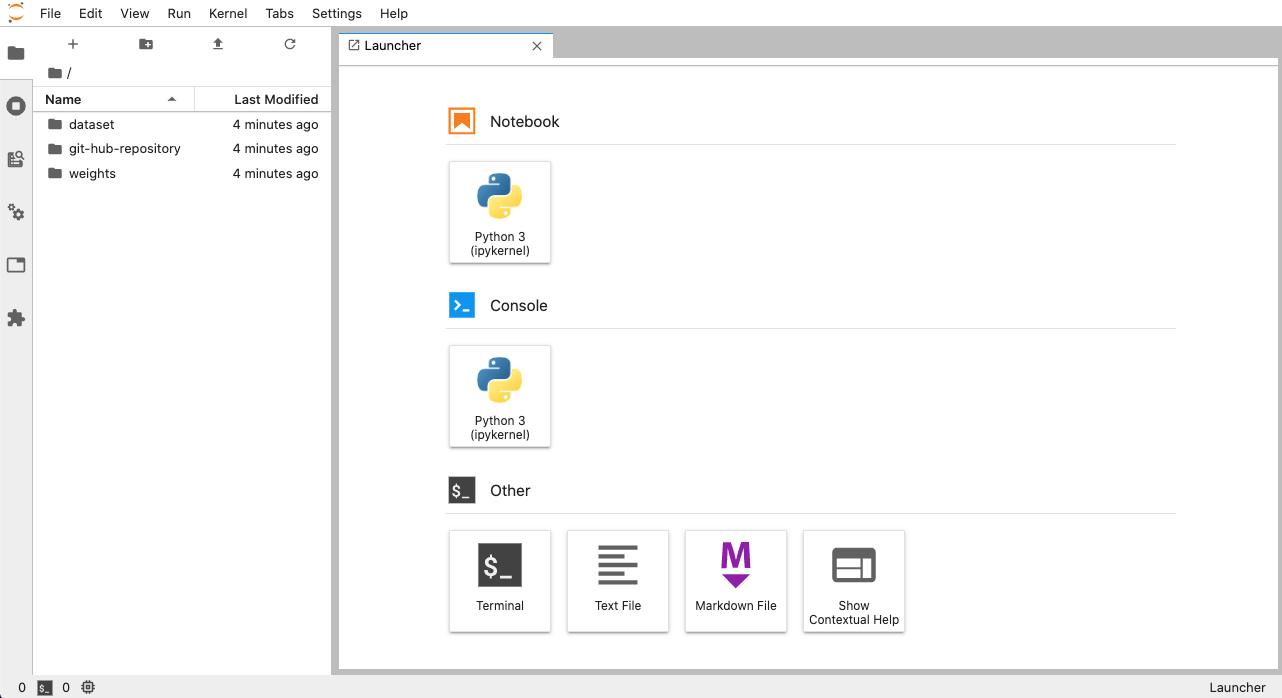 File Edit View Run Kernel Tabs Settings Help
Launcher
/
Name Last Modified
dataset 4 minutes ago
git-hub-repository 4 minutes ago
weights 4 minutes ago
Notebook
Python 3
(ipykernel)
Console
Python 3
(ipykernel)
$_ Other
$_
M
Terminal Text File Markdown File Show
Contextual Help
0 $_ 0 Launcher